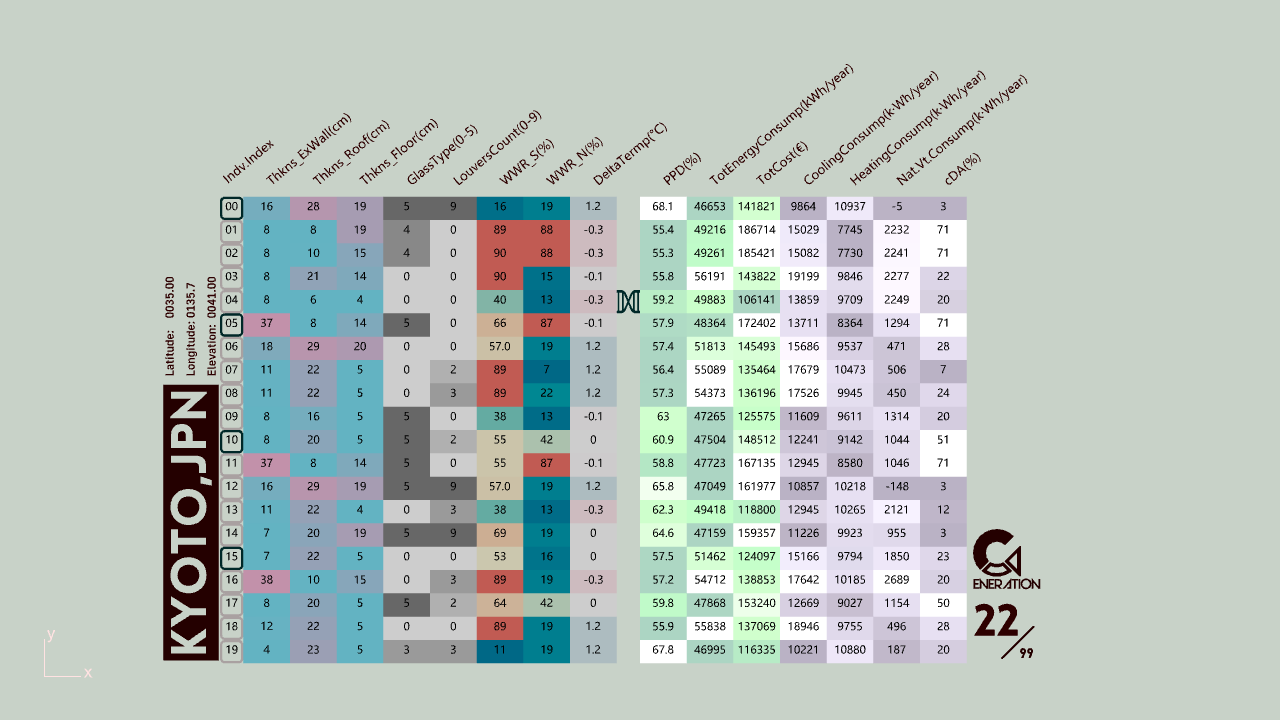 Indv.Index Thkns_ExWall(cm) Thkns_Roof(cm) Thkns_Floor(cm) GlassType(0-5) LouversCount(0-9) WWR_S(%) WWR_N(%) DeltaTermp(°C) PPD(%) TotEnergyConsump(kWh/year) TotCost(€) CoolingConsump(k·Wh/year) HeatingConsump(k·Wh/year) Nat.Vt.Consump(k·Wh/year) cDA(%)
00 16 28 19 5 9 16 19 1.2 68.1 46653 141821 9864 10937 -5 3
01 8 8 19 4 0 89 88 -0.3 55.4 49216 186714 15029 7745 2232 71
02 8 10 15 4 0 90 88 -0.3 55.3 49261 185421 15082 7730 2241 71
03 8 21 14 0 0 90 15 -0.1 55.8 56191 143822 19199 9846 2277 22
04 8 6 4 0 0 40 13 -0.3 59.2 49883 106141 13859 9709 2249 20
05 37 8 14 5 0 66 87 -0.1 57.9 48364 172402 13711 8364 1294 71
06 18 29 20 0 0 57.0 19 1.2 57.4 51813 145493 15686 9537 471 28
07 11 22 5 0 2 89 7 1.2 56.4 55089 135464 17679 10473 506 7
08 11 22 5 0 3 89 22 1.2 57.3 54373 136196 17526 9945 450 24
09 8 16 5 5 0 38 13 -0.1 63 47265 125575 11609 9611 1314 20
10 8 20 5 5 2 55 42 0 60.9 47504 148512 12241 9142 1044 51
11 37 8 14 5 0 55 87 -0.1 58.8 47723 167135 12945 8580 1046 71
12 16 29 19 5 9 57.0 19 1.2 65.8 47049 161977 10857 10218 -148 3
13 11 22 4 0 3 38 13 -0.3 62.3 49418 118800 12945 10265 2121 12
14 7 20 19 5 9 69 19 0 64.6 47159 159357 11226 9923 955 3
15 7 22 5 0 0 53 16 0 57.5 51462 124097 15166 9794 1850 23
16 38 10 15 0 3 89 19 -0.3 57.2 54712 138853 17642 10185 2689 20
17 8 20 5 5 2 64 42 0 59.8 47868 153240 12669 9027 1154 50
18 12 22 5 0 0 89 19 1.2 55.9 55838 137069 18946 9755 496 28
19 4 23 5 3 3 11 19 1.2 67.8 46995 116335 10221 10880 187 20
Latitude: 0035.00
Longitude: 0135.7
Elevation: 0041.00
KYOTO,JPN
GENERATION
22/99
y
x